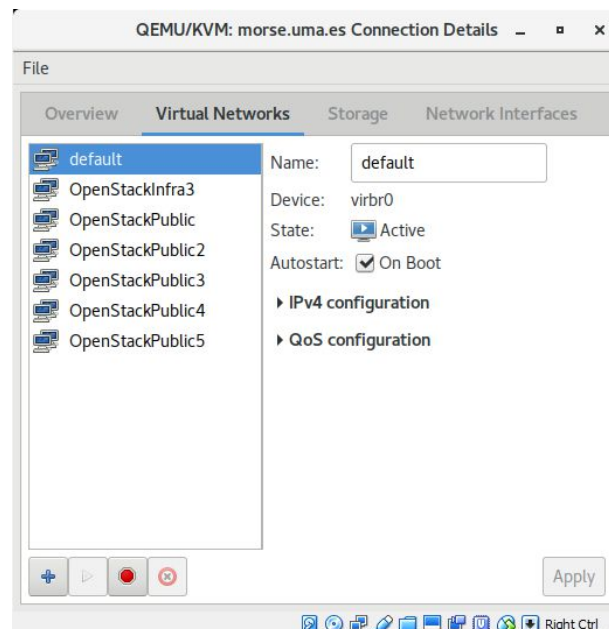 QEMU/KVM: morse.uma.es Connection Details
File
Overview Virtual Networks Storage Network Interfaces
default
OpenStackInfra3
OpenStackPublic
OpenStackPublic2
OpenStackPublic3
OpenStackPublic4
OpenStackPublic5
Name: default
Device: virbr0
State: Active
Autostart: On Boot
IPv4 configuration
QoS configuration
Apply
Right Ctrl